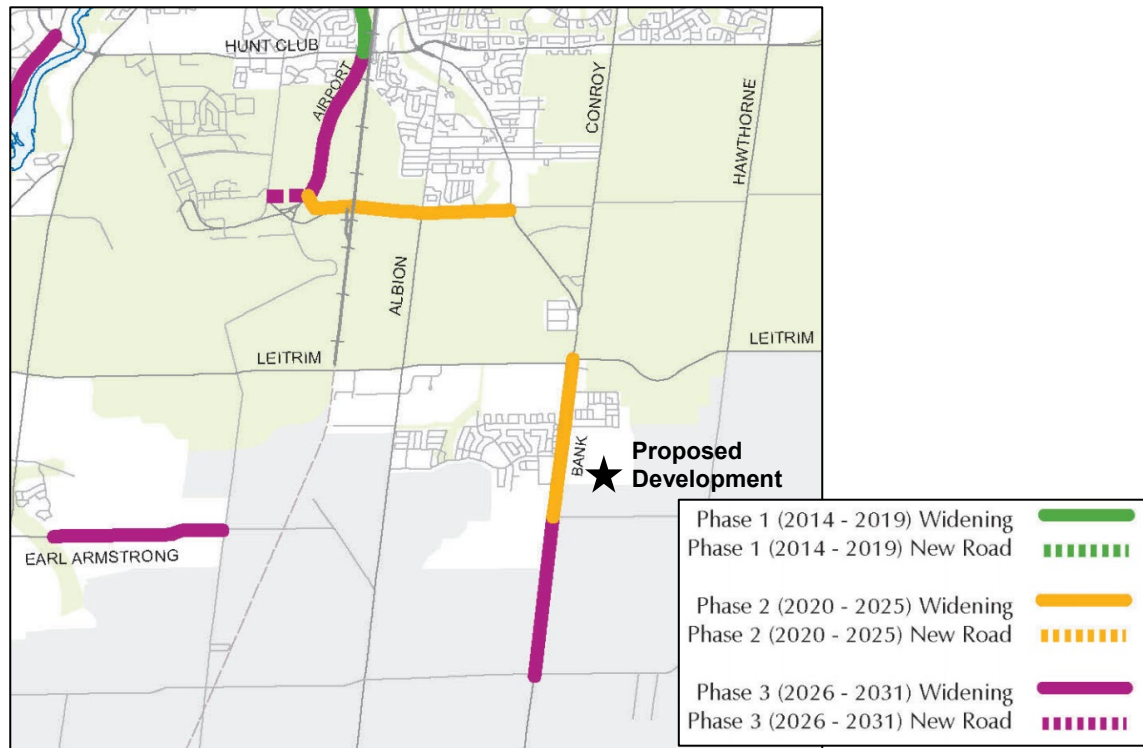 HUNT CLUB
AIRPORT
CONROY
HAWTHORNE
ALBION
LEITRIM
LEITRIM
BANK
Proposed
Development
EARL ARMSTRONG
Phase 1 (2014 - 2019) Widening
Phase 1 (2014 - 2019) New Road
Phase 2 (2020 - 2025) Widening
Phase 2 (2020 - 2025) New Road
Phase 3 (2026 - 2031) Widening
Phase 3 (2026 - 2031) New Road